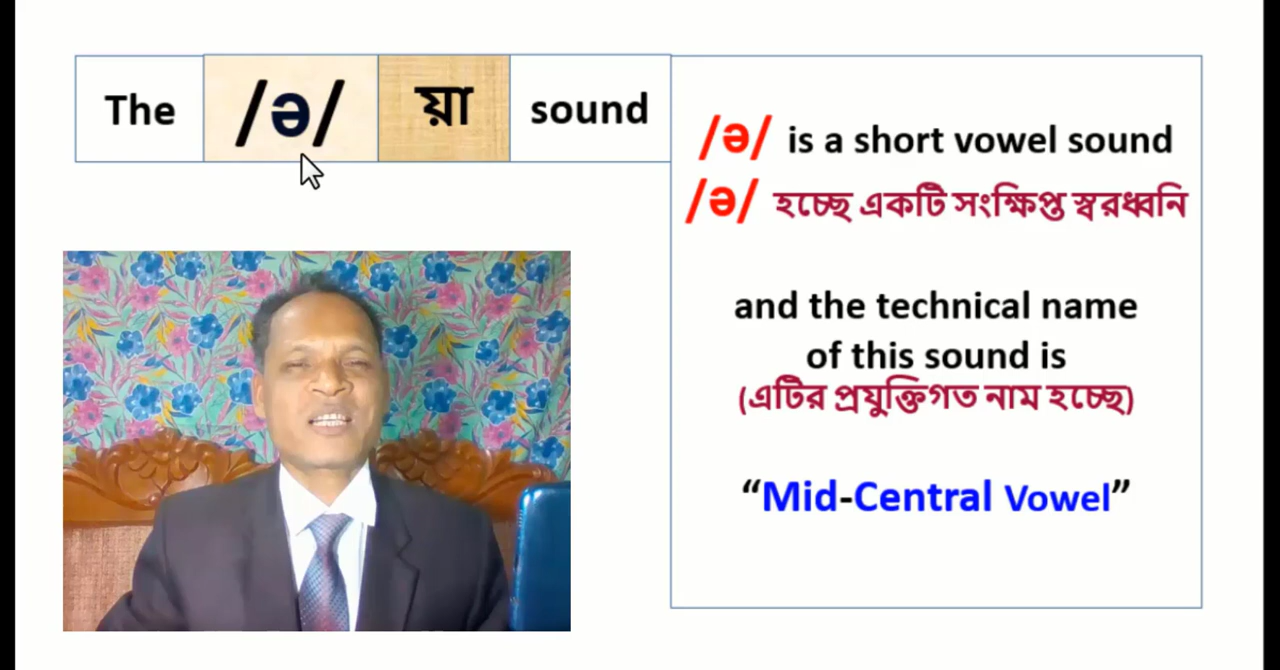 The /ə/ য়া sound
/ə/ is a short vowel sound
/ə/ হচ্ছে একটি সংক্ষিপ্ত স্বরধ্বনি
and the technical name
of this sound is
(এটির প্রযুক্তিগত নাম হচ্ছে)
“Mid-Central Vowel”